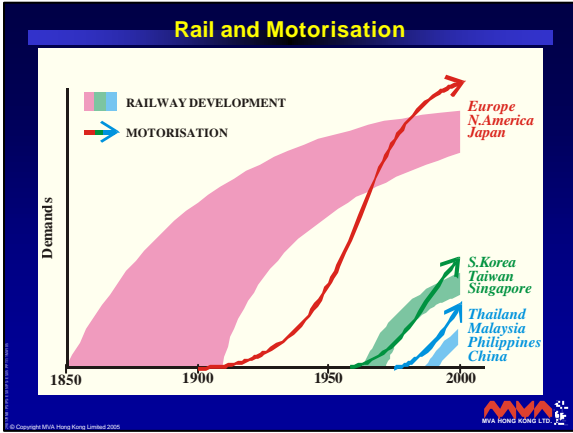 Rail and Motorisation
RAILWAY DEVELOPMENT
MOTORISATION
Demands
Europe
N.America
Japan
S.Korea
Taiwan
Singapore
Thailand
Malaysia
Philippines
China
1850
1900
1950
2000
© Copyright MVA Hong Kong Limited 2005
MVA
MVA HONG KONG LTD.